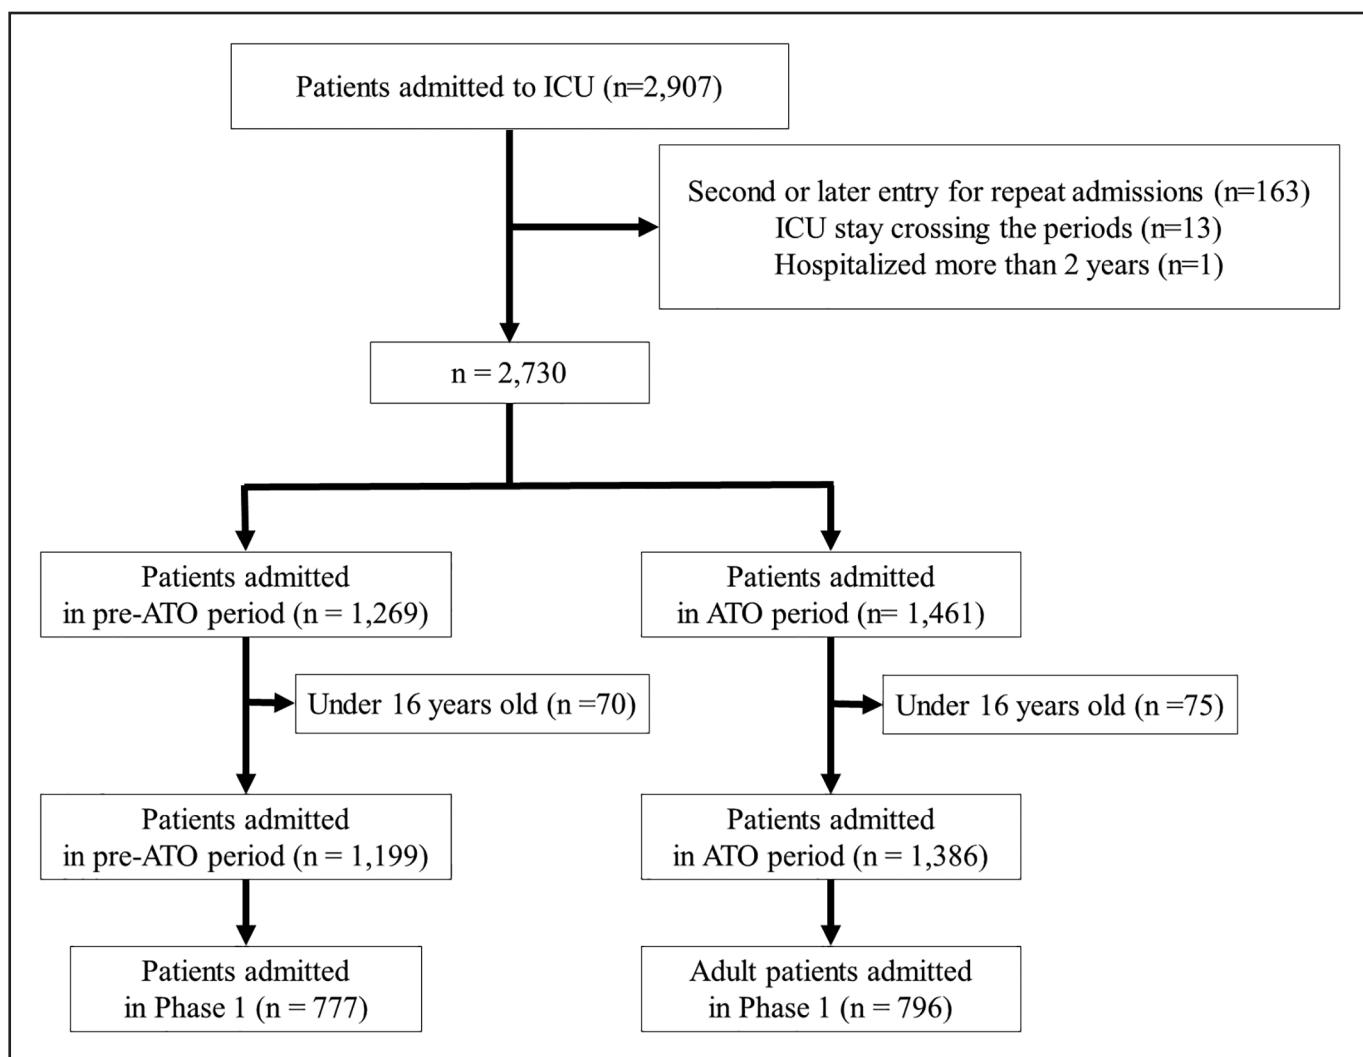 Patients admitted to ICU (n=2,907)
Second or later entry for repeat admissions (n=163)
ICU stay crossing the periods (n=13)
Hospitalized more than 2 years (n=1)
n = 2,730
Patients admitted
in pre-ATO period (n = 1,269)
Patients admitted
in ATO period (n= 1,461)
Under 16 years old (n =70)
Under 16 years old (n =75)
Patients admitted
in pre-ATO period (n = 1,199)
Patients admitted
in ATO period (n = 1,386)
Patients admitted
in Phase 1 (n = 777)
Adult patients admitted
in Phase 1 (n = 796)